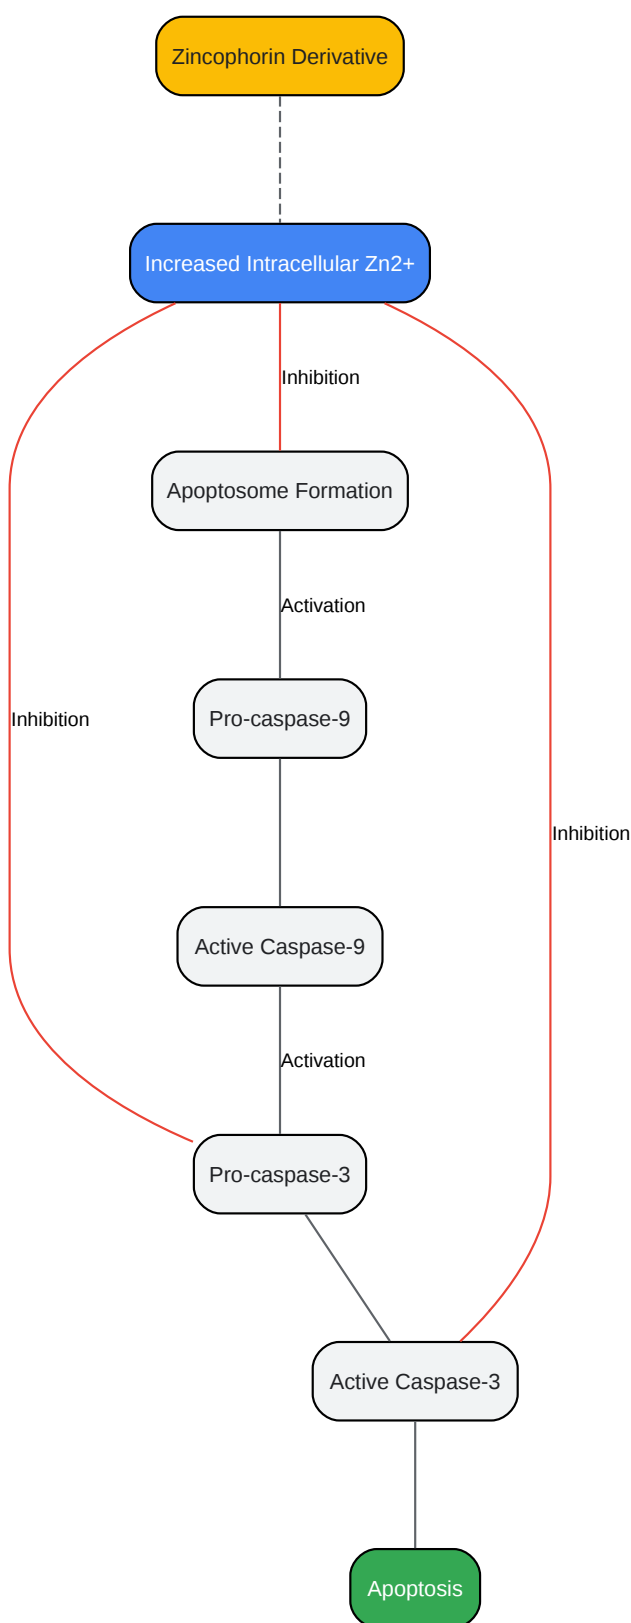 Zincophorin Derivative
Increased Intracellular Zn2+
Inhibition
Apoptosome Formation
Activation
Pro-caspase-9
Inhibition
Inhibition
Active Caspase-9
Activation
Pro-caspase-3
Active Caspase-3
Apoptosis